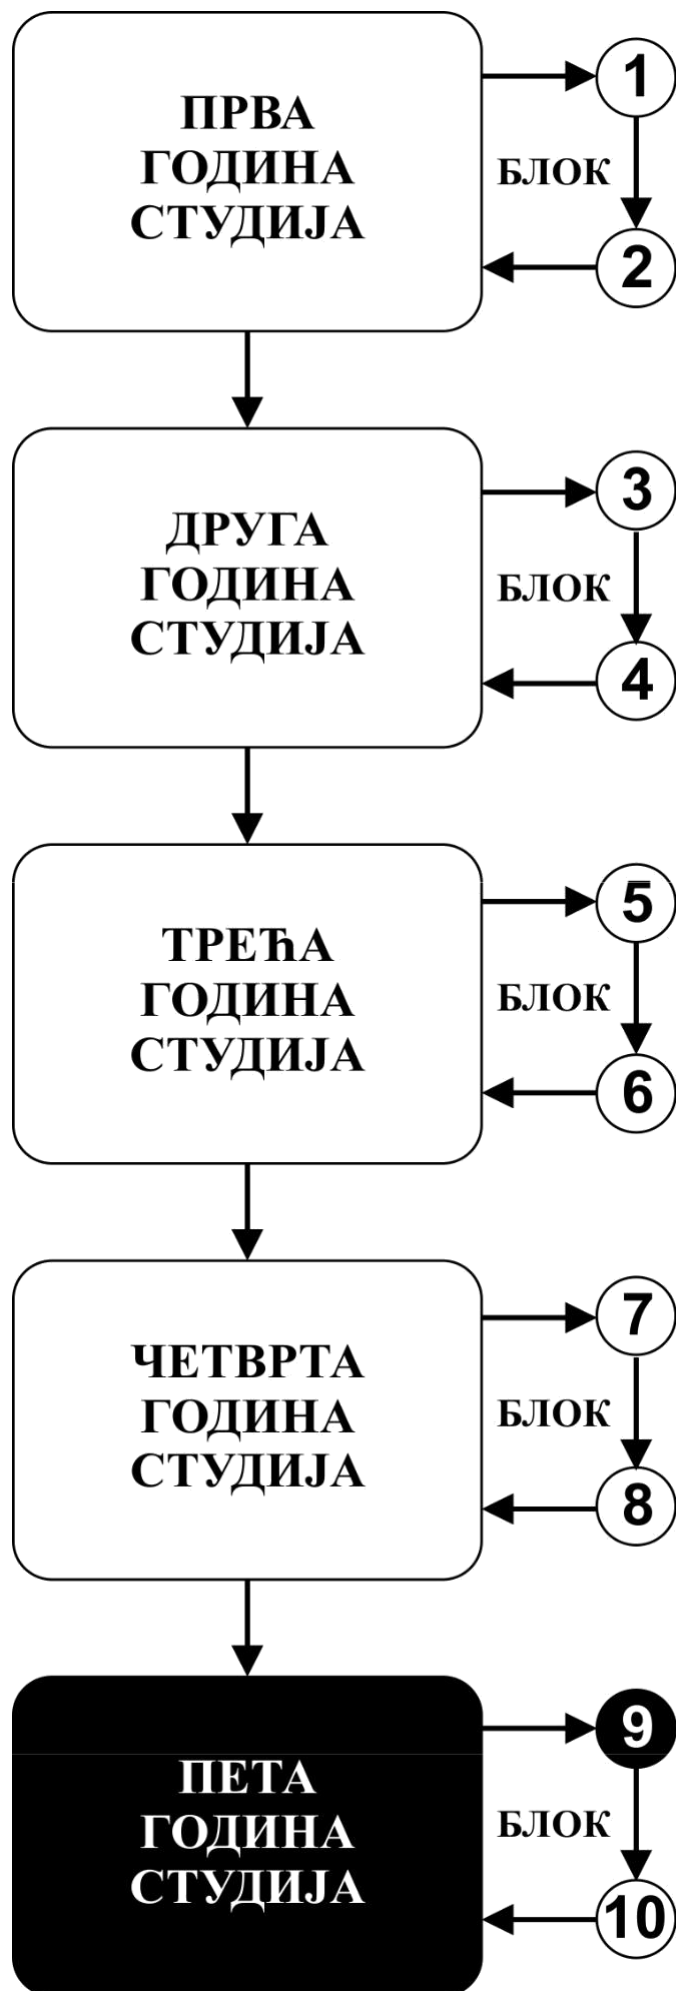 ПРВА
ГОДИНА
СТУДИЈА
1
БЛОК
2
ДРУГА
ГОДИНА
СТУДИЈА
3
БЛОК
4
ТРЕЋА
ГОДИНА
СТУДИЈА
5
БЛОК
6
ЧЕТВРТА
ГОДИНА
СТУДИЈА
7
БЛОК
8
ПЕТА
ГОДИНА
СТУДИЈА
9
БЛОК
10